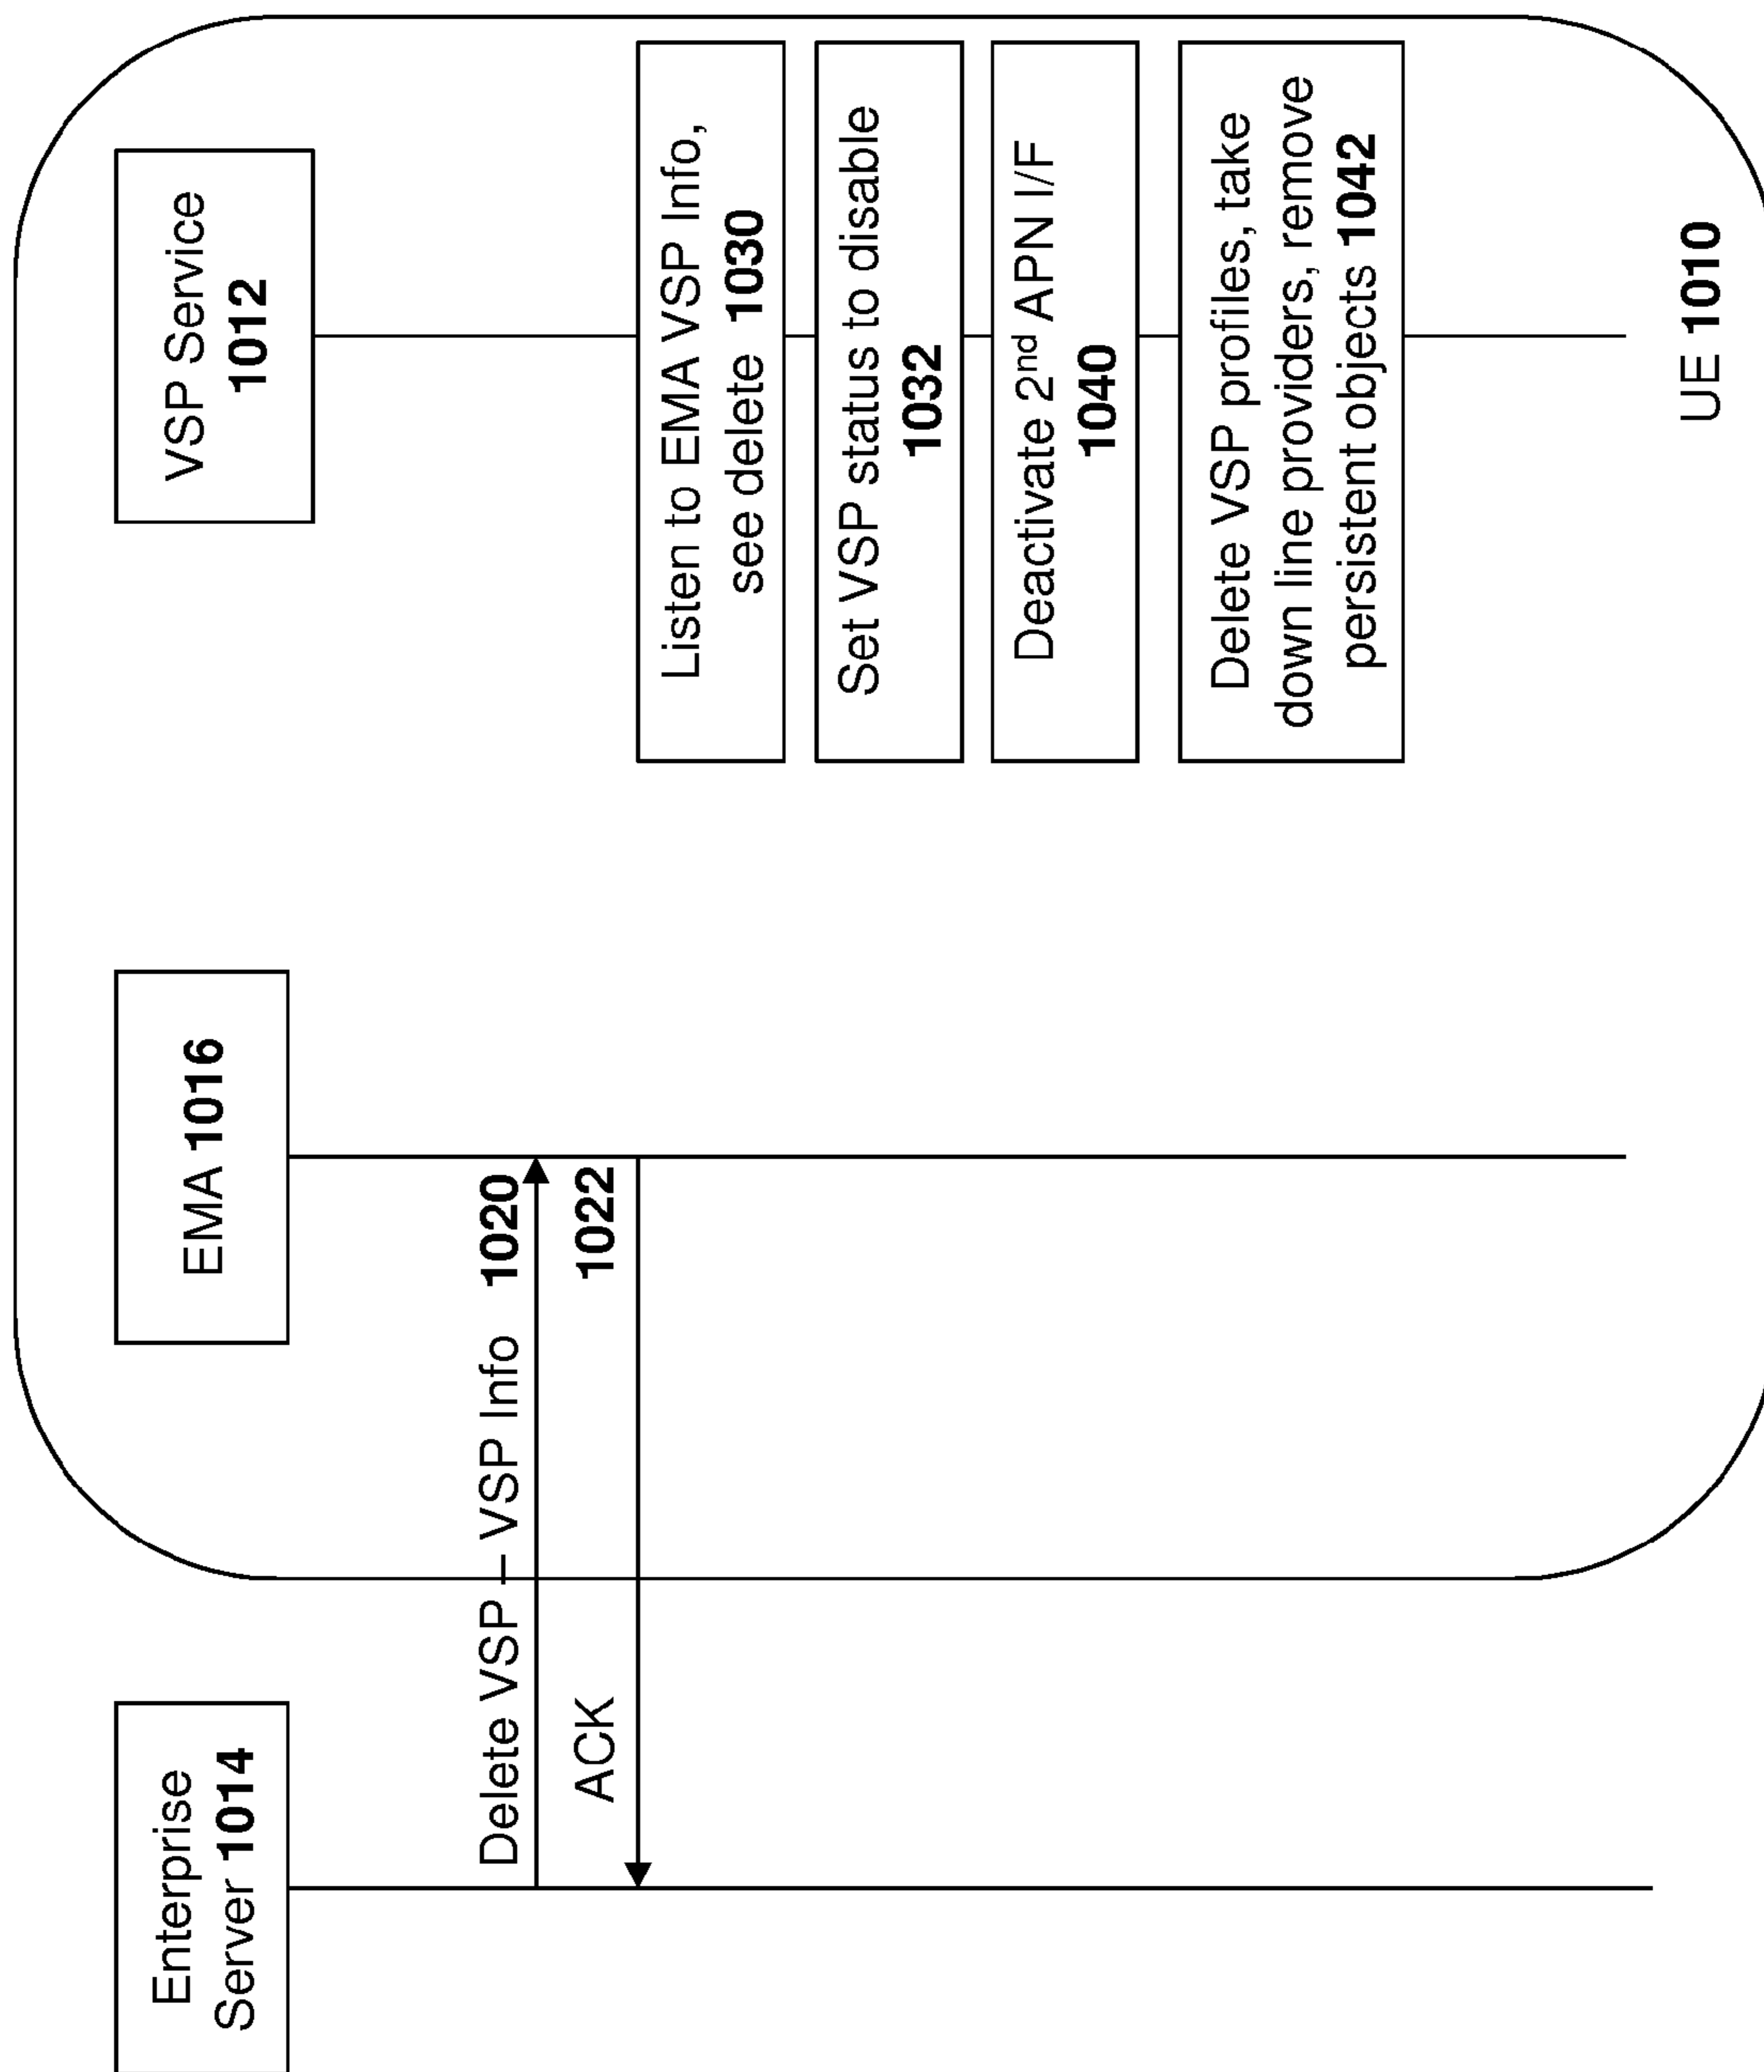 Enterprise
Server 1014
EMA 1016
VSP Service
1012
Delete VSP – VSP Info 1020
ACK 1022
Listen to EMA VSP Info,
see delete 1030
Set VSP status to disable
1032
Deactivate 2nd APN I/F
1040
Delete VSP profiles, take
down line providers, remove
persistent objects 1042
UE 1010